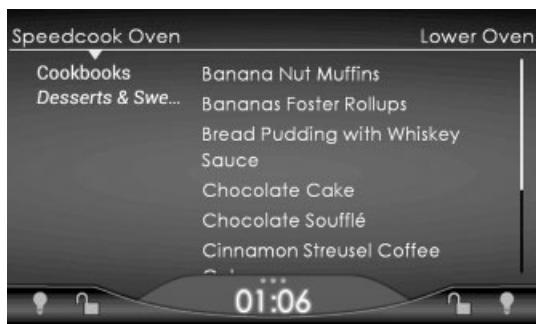 Speedcook Oven Lower Oven
Cookbooks
Desserts & Swe...
Banana Nut Muffins
Bananas Foster Rollups
Bread Pudding with Whiskey
Sauce
Chocolate Cake
Chocolate Soufflé
Cinnamon Streusel Coffee
01:06